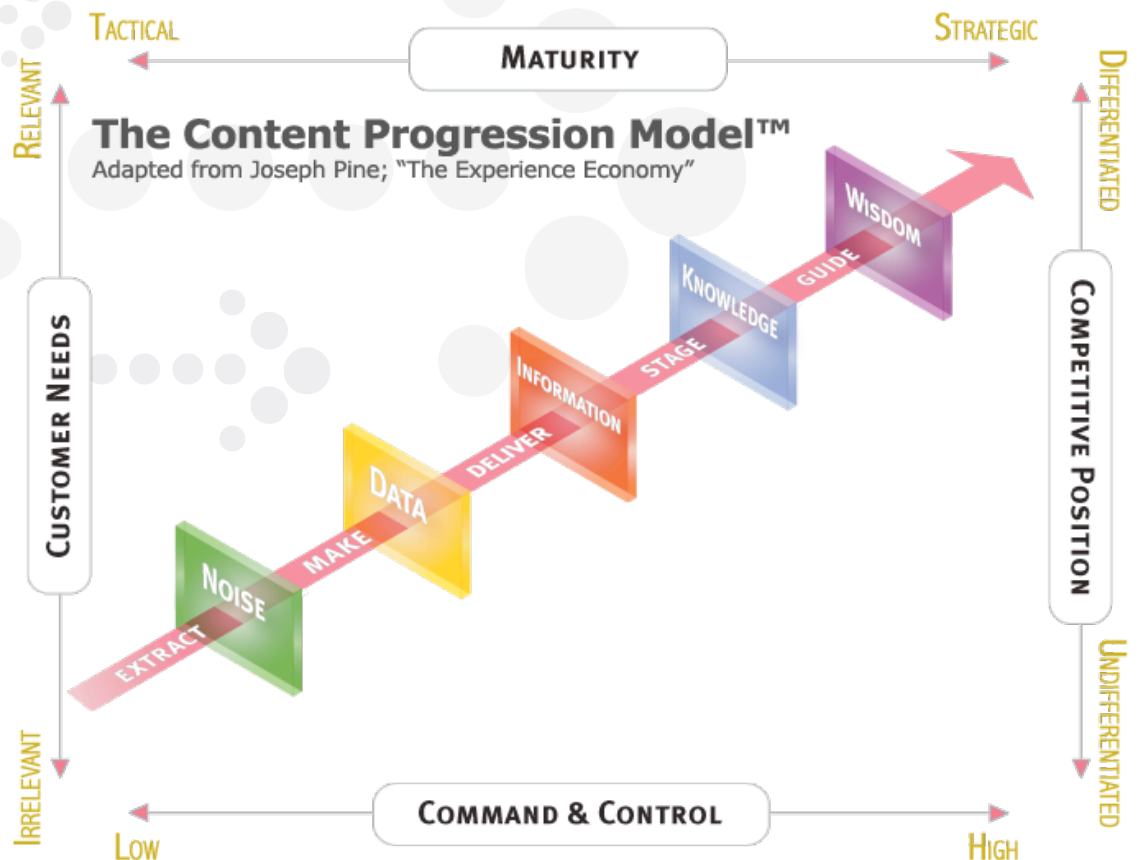 TACTICAL
STRATEGIC
MATURITY
RELEVANT
DIFFERENTIATED
The Content Progression Model™
Adapted from Joseph Pine; “The Experience Economy”
WISDOM
GUIDE
KNOWLEDGE
STAGE
INFORMATION
DELIVER
DATA
MAKE
NOISE
EXTRACT
CUSTOMER NEEDS
COMPETITIVE POSITION
IRRELEVANT
UNDIFFERENTIATED
COMMAND & CONTROL
LOW
HIGH